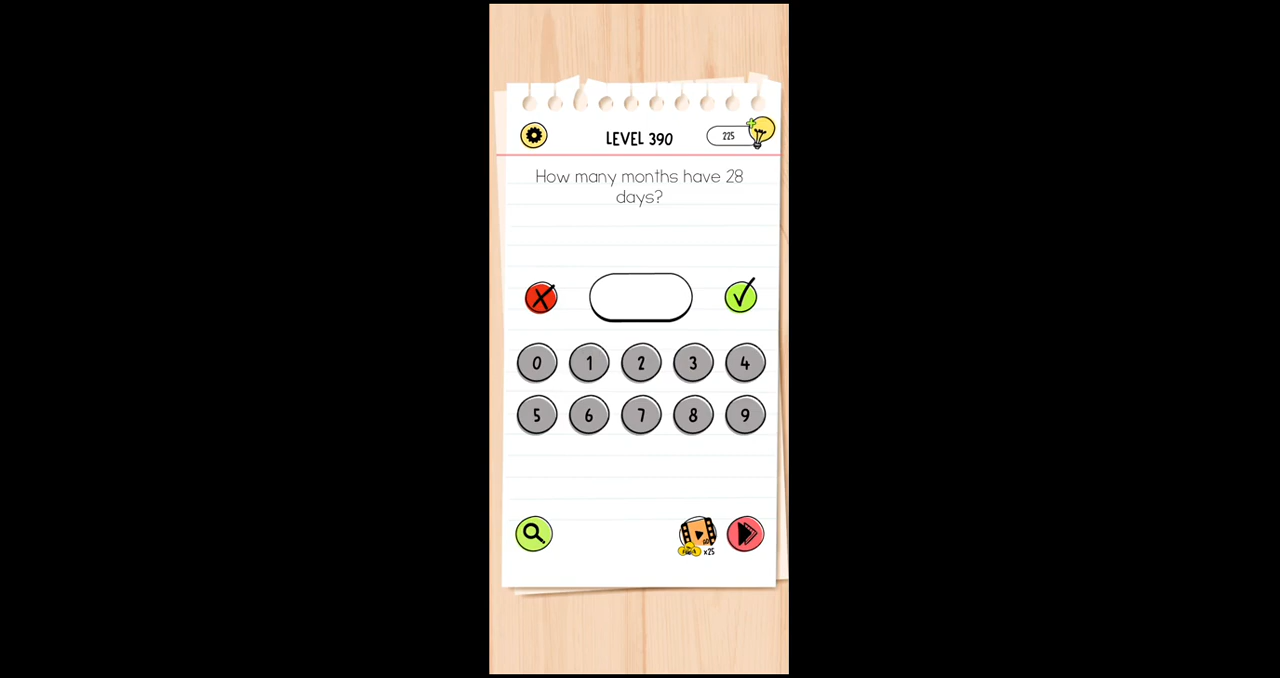 LEVEL 390
225
How many months have 28
days?
0 1 2 3 4
5 6 7 8 9
x25